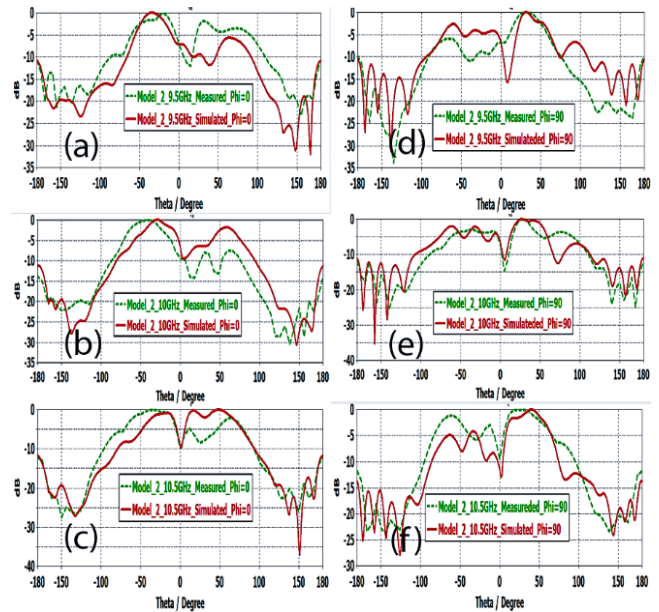 0
-5
-10
-15
-20
-25
-30
-35
dB
Model_2_9.5GHz_Measured_Phi=0
Model_2_9.5GHz_Simulated_Phi=0
(a)
-180 -150 -100 -50 0 50 100 150 180
Theta / Degree
0
-5
-10
-15
-20
-25
-30
-35
dB
Model_2_9.5GHz_Measured_Phi=90
Model_2_9.5GHz_Simulateded_Phi=90
(d)
-180 -150 -100 -50 0 50 100 150 180
Theta / Degree
0
-5
-10
-15
-20
-25
-30
-35
dB
Model_2_10GHz_Measured_Phi=0
Model_2_10GHz_Simulated_Phi=0
(b)
-180 -150 -100 -50 0 50 100 150 180
Theta / Degree
0
-10
-20
-30
-40
dB
Model_2_10GHz_Measured_Phi=90
Model_2_10GHz_Simulateded_Phi=90
(e)
-180 -150 -100 -50 0 50 100 150 180
Theta / Degree
0
-10
-20
-30
-40
dB
Model_2_10.5GHz_Measured_Phi=0
Model_2_10.5GHz_Simulated_Phi=0
(c)
-180 -150 -100 -50 0 50 100 150 180
Theta / Degree
0
-5
-10
-15
-20
-25
-30
dB
Model_2_10.5GHz_Measureded_Phi=90
Model_2_10.5GHz_Simulated_Phi=90
(f)
-180 -150 -100 -50 0 50 100 150 180
Theta / Degree